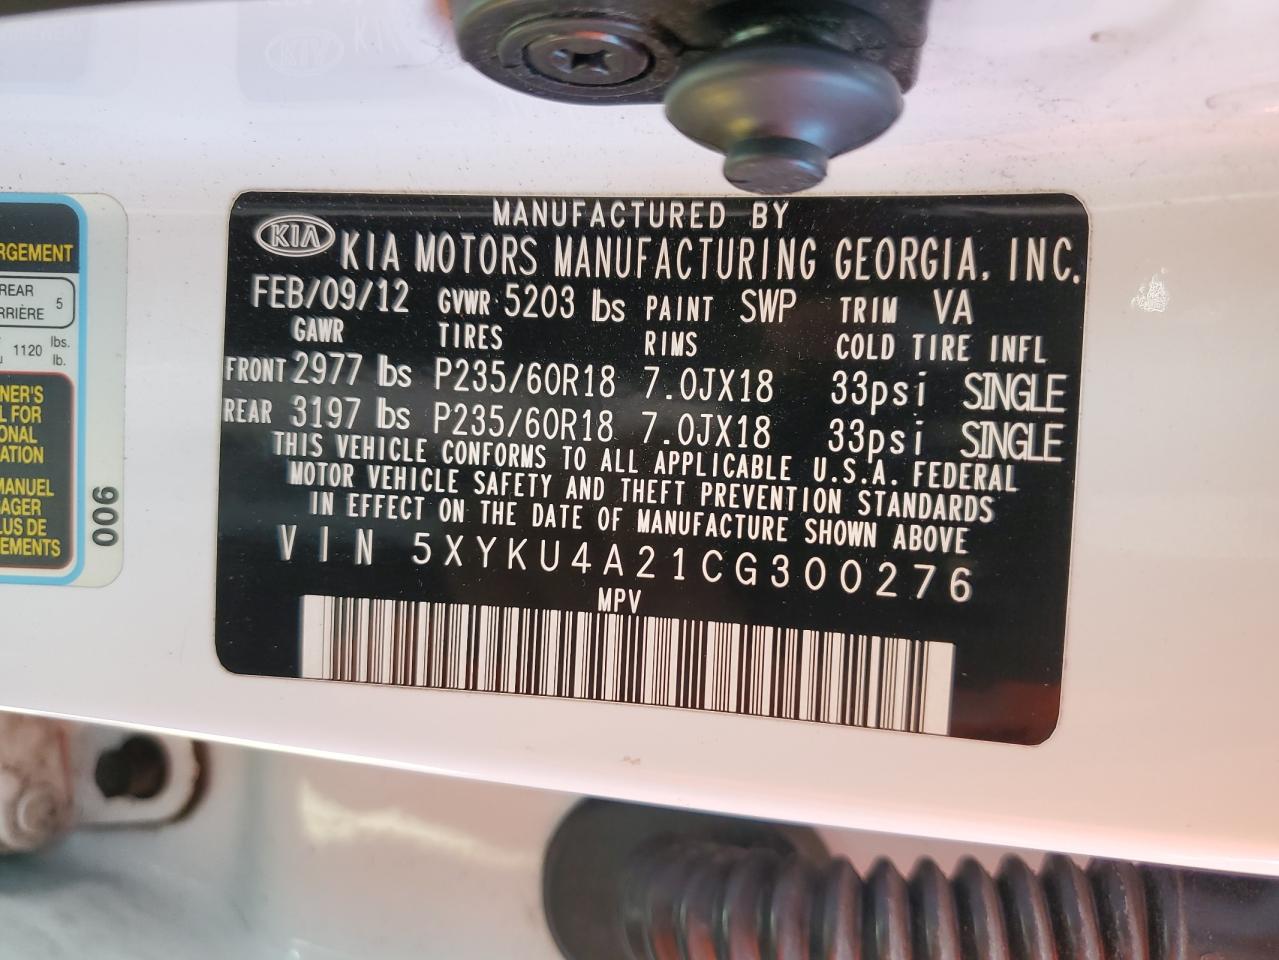 RGEMENT
REAR 5
RRIÈRE
1120 lbs.
lb.
NER'S
L FOR
ONAL
ATION
MANUEL
AGER
LUS DE
EMENTS
006
MANUFACTURED BY
KIA KIA MOTORS MANUFACTURING GEORGIA, INC.
FEB/09/12 GVWR 5203 lbs PAINT SWP TRIM VA
GAWR TIRES RIMS COLD TIRE INFL
FRONT 2977 lbs P235/60R18 7.0JX18 33psi SINGLE
REAR 3197 lbs P235/60R18 7.0JX18 33psi SINGLE
THIS VEHICLE CONFORMS TO ALL APPLICABLE U.S.A. FEDERAL
MOTOR VEHICLE SAFETY AND THEFT PREVENTION STANDARDS
IN EFFECT ON THE DATE OF MANUFACTURE SHOWN ABOVE
VIN 5XYKU4A21CG300276
MPV